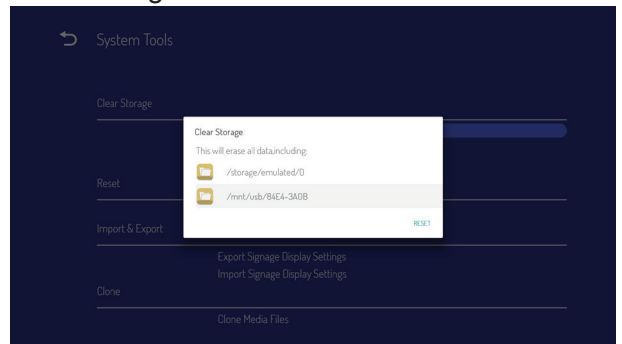 System Tools
Clear Storage
Clear Storage
This will erase all data,including:
/storage/emulated/0
/mnt/usb/84E4-3A0B
RESET
Reset
Import & Export
Export Signage Display Settings
Import Signage Display Settings
Clone
Clone Media Files